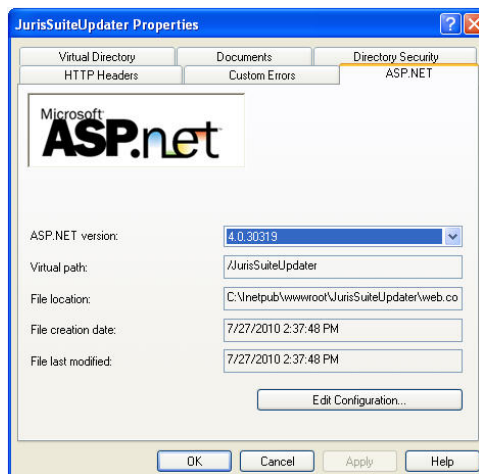 JurisSuiteUpdater Properties
Virtual Directory Documents Directory Security
HTTP Headers Custom Errors ASP.NET
Microsoft
ASP.net
ASP.NET version: 4.0.30319
Virtual path: /JurisSuiteUpdater
File location: C:\Inetpub\wwwroot\JurisSuiteUpdater\web.co
File creation date: 7/27/2010 2:37:48 PM
File last modified: 7/27/2010 2:37:48 PM
Edit Configuration...
OK Cancel Apply Help